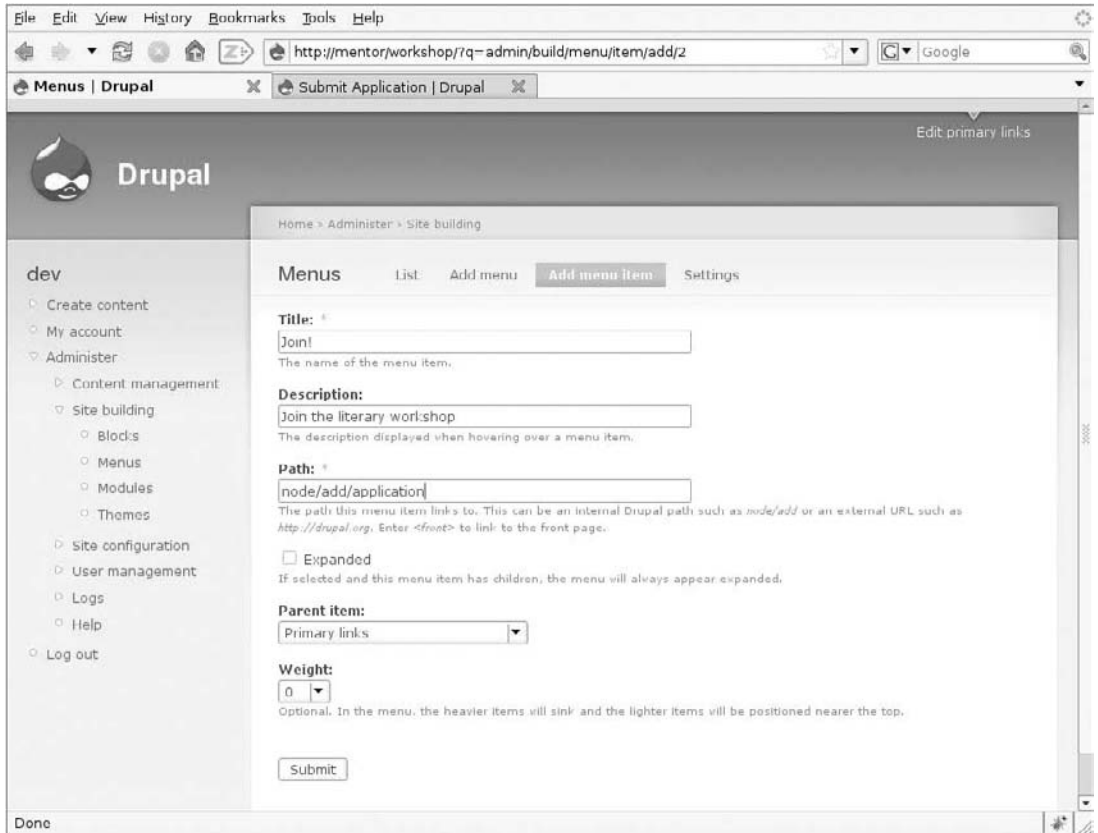 File Edit View History Bookmarks Tools Help
http://mentor/workshop/?q=admin/build/menu/item/add/2
G Google
Menus | Drupal
Submit Application | Drupal
Edit primary links
Drupal
Home > Administer > Site building
dev
Create content
My account
Administer
Content management
Site building
Blocks
Menus
Modules
Themes
Site configuration
User management
Logs
Help
Log out
Menus List Add menu Add menu item Settings
Title: *
Join!
The name of the menu item.
Description:
Join the literary workshop
The description displayed when hovering over a menu item.
Path: *
node/add/application
The path this menu item links to. This can be an internal Drupal path such as node/add or an external URL such as
http://drupal.org. Enter <front> to link to the front page.
Expanded
If selected and this menu item has children, the menu will always appear expanded.
Parent item:
Primary links
Weight:
0
Optional. In the menu, the heavier items will sink and the lighter items will be positioned nearer the top.
Submit
Done